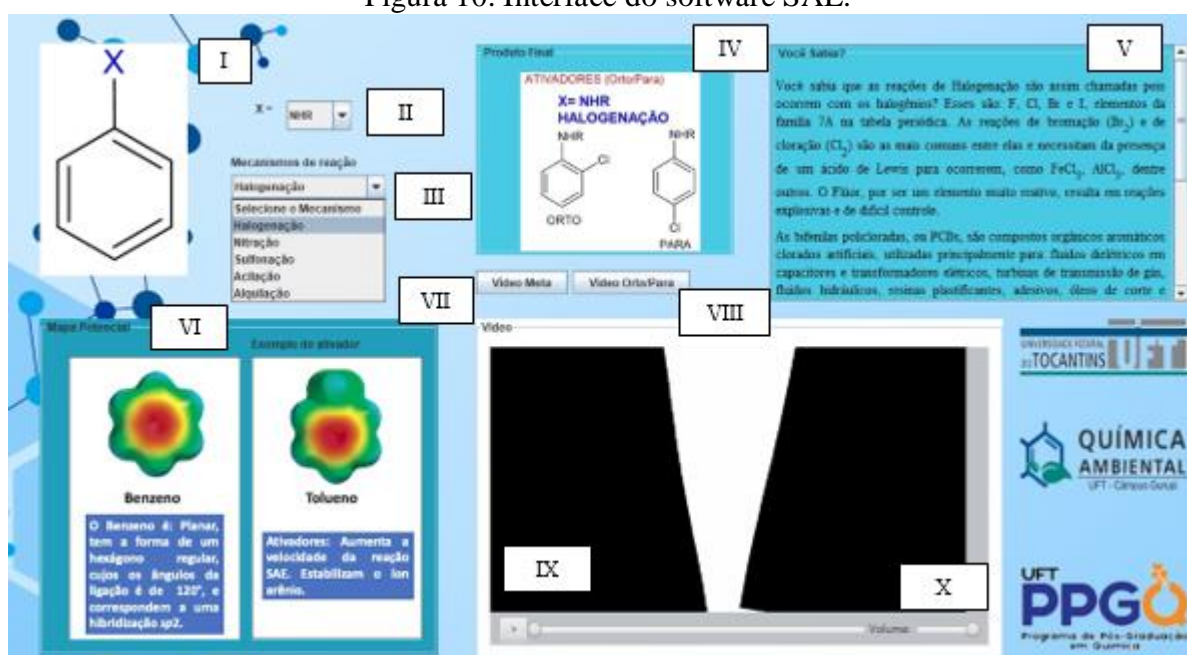 Figura 10. Interface do software SAE.
I
X
II
X =
NHR
Mecanismos de reação
III
Halogenação
Selecione o Mecanismo
Halogenação
Nitração
Sulfonação
Acilação
Alquilação
IV
Produto Final
ATIVADORES (Orto/Para)
X= NHR
HALOGENAÇÃO
NHR
NHR
Cl
ORTO
Cl
PARA
V
Você Sabia?
Você sabia que as reações de Halogenação são assim chamadas pois
ocorrem com os halogênios? Esses são: F, Cl, Br e I, elementos da
família 7A na tabela periódica. As reações de bromação (Br2) e de
cloração (Cl2) são as mais comuns entre elas e necessitam da presença
de um ácido de Lewis para ocorrerem, como FeCl3, AlCl3, dentre
outros. O Flúor, por ser um elemento muito reativo, resulta em reações
explosivas e de difícil controle.
As bifenilas policloradas, ou PCBs, são compostos orgânicos aromáticos
clorados artificiais, utilizadas principalmente para fluidos dielétricos em
capacitores e transformadores elétricos, turbinas de transmissão de gás,
fluidos hidráulicos, resinas plastificantes, adesivos, óleos de corte e
VI
Mapa Potencial
Exemplo do ativador
Benzeno
O Benzeno é: Planar,
tem a forma de um
hexágono regular,
cujos os ângulos da
ligação é de 120°, e
correspondem a uma
hibridização sp2.
Tolueno
Ativadores: Aumenta a
velocidade da reação
SAE. Estabilizam o íon
arênio.
VII
Vídeo Meta
Vídeo Orto/Para
VIII
Vídeo
IX
X
Volume:
UNIVERSIDADE FEDERAL
DO TOCANTINS UFT
QUÍMICA
AMBIENTAL
UFT - Câmpus Gurupi
UFT
PPGQ
Programa de Pós-Graduação
em Química